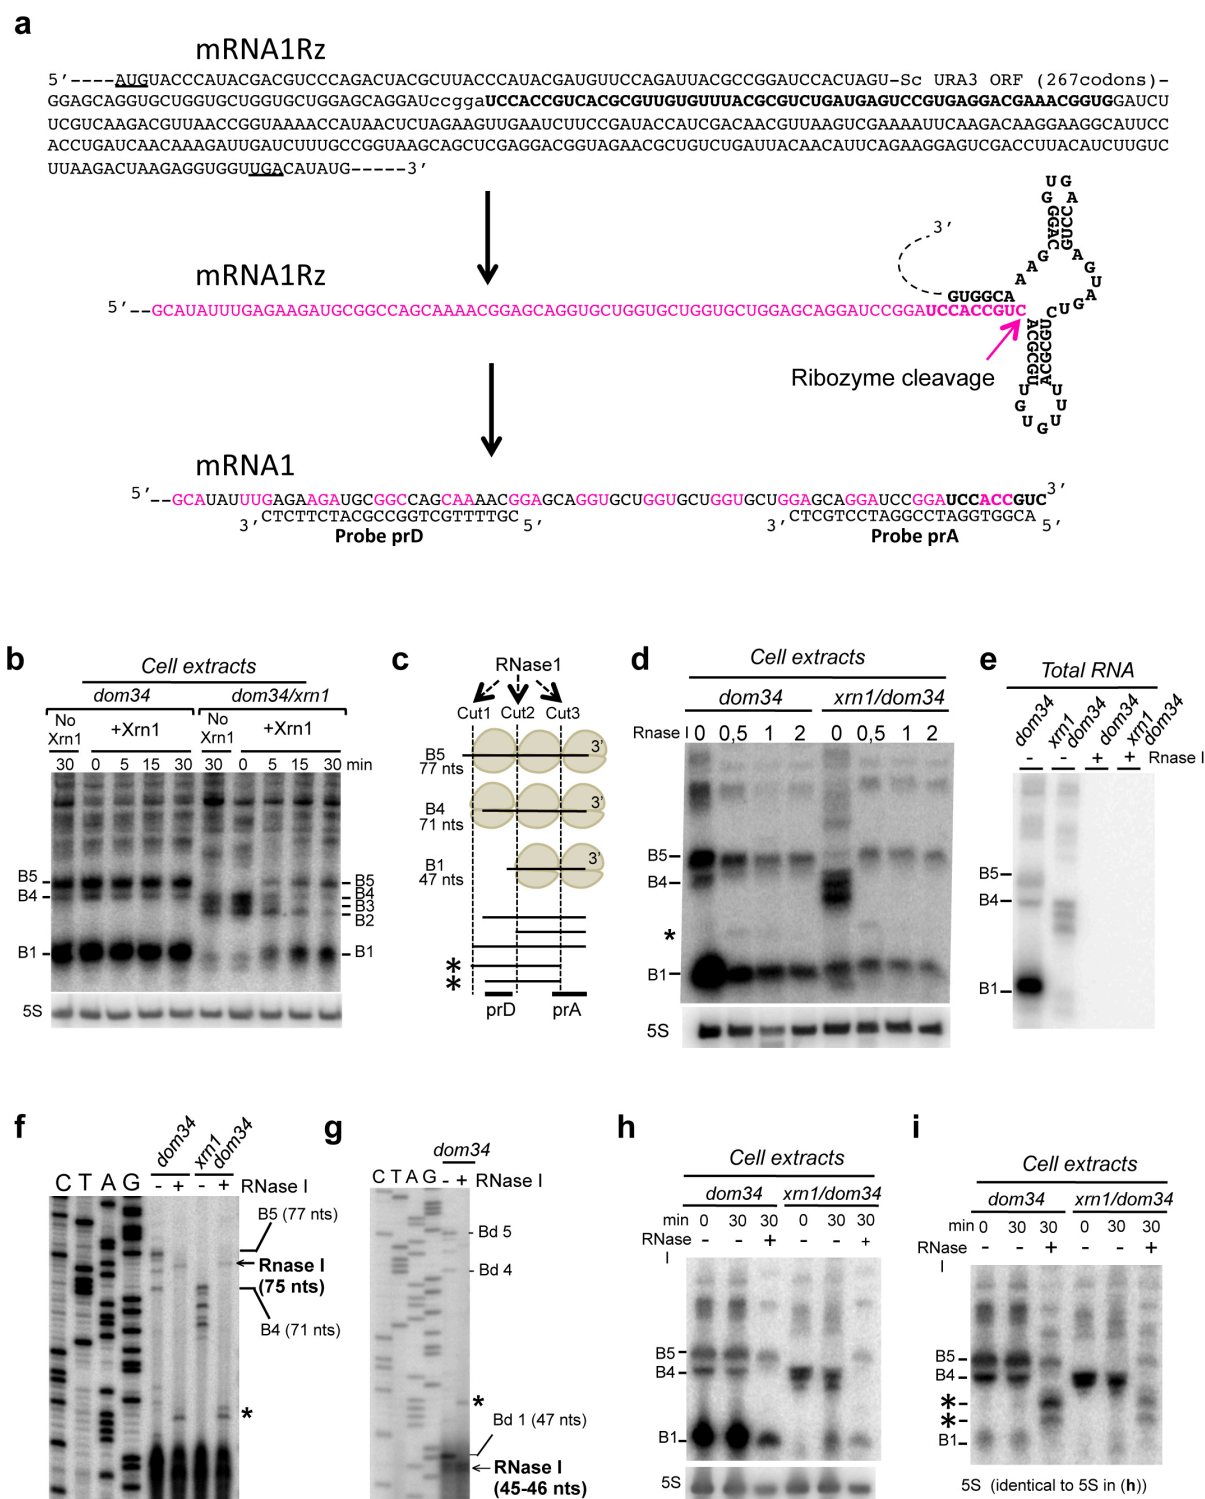 a
mRNA1Rz
5'----AUGUACCCAUACGACGUCCCAGACUACGCUUACCCAUACGAUGUUCCAGAUUACGCCGGAUCCACUAGU-Sc URA3 ORF (267codons)-
GGAGCAGGUGCUGGUGCUGGUGCUGGAGCAGGAUccggaUCCACCGUCACGCGUUGUGUUUACGCGUCUGAUGAGUCCGUGAGGACGAAACGGUGGAUCU
UCGUCAAGACGUUAACCGGUAAAACCAUAACUCUAGAAGUUGAAUCUUCCGAUACCAUCGACAACGUUAAGUCGAAAAUUCAAGACAAGGAAGGCAUUCC
ACCUGAUCAACAAAGAUUGAUCUUUGCCGGUAAGCAGCUCGAGGACGGUAGAACGCUGUCUGAUUACAACAUUCAGAAGGAGUCGACCUUACAUCUUGUC
UUAAGACUAAGAGGUGGUUGACAUAUG-----3'
mRNA1Rz
5'--GCAUAUUUGAGAAGAUGCGGCCAGCAAAACGGAGCAGGUGCUGGUGCUGGUGCUGGAGCAGGAUCCGGAUCCACCGUC
3'
GUGGCA
Ribozyme cleavage
mRNA1
5'--GCAUAUUUGAGAAGAUGCGGCCAGCAAAACGGAGCAGGUGCUGGUGCUGGUGCUGGAGCAGGAUCCGGAUCCACCGUC3'
3'CTCTTCTACGCCGGTCGTTTTGC5' 3'CTCGTCCTAGGCCTAGGTGGCA5'
Probe prD Probe prA
b
Cell extracts
dom34 dom34/xrn1
No Xrn1 +Xrn1 No Xrn1 +Xrn1
30 0 5 15 30 30 0 5 15 30 min
B5 B5
B4 B4
B3
B2
B1 B1
5S
c
RNase1
Cut1 Cut2 Cut3
B5 3'
77 nts
B4 3'
71 nts
B1 3'
47 nts
*
*
prD prA
d
Cell extracts
dom34 xrn1/dom34
Rnase I 0 0,5 1 2 0 0,5 1 2
B5
B4
*
B1
5S
e
Total RNA
dom34 xrn1 dom34 dom34 xrn1 dom34
- - + + Rnase I
B5
B4
B1
f
dom34 xrn1 dom34
C T A G - + - + RNase I
B5 (77 nts)
Rnase I
(75 nts)
B4 (71 nts)
*
g
dom34
C T A G - + RNase I
Bd 5
Bd 4
*
Bd 1 (47 nts)
RNase I
(45-46 nts)
h
Cell extracts
dom34 xrn1/dom34
min 0 30 30 0 30 30
RNase I - - + - - +
B5
B4
B1
5S
i
Cell extracts
dom34 xrn1/dom34
min 0 30 30 0 30 30
RNase I - - + - - +
B5
B4
*
*
B1
5S (identical to 5S in (h))